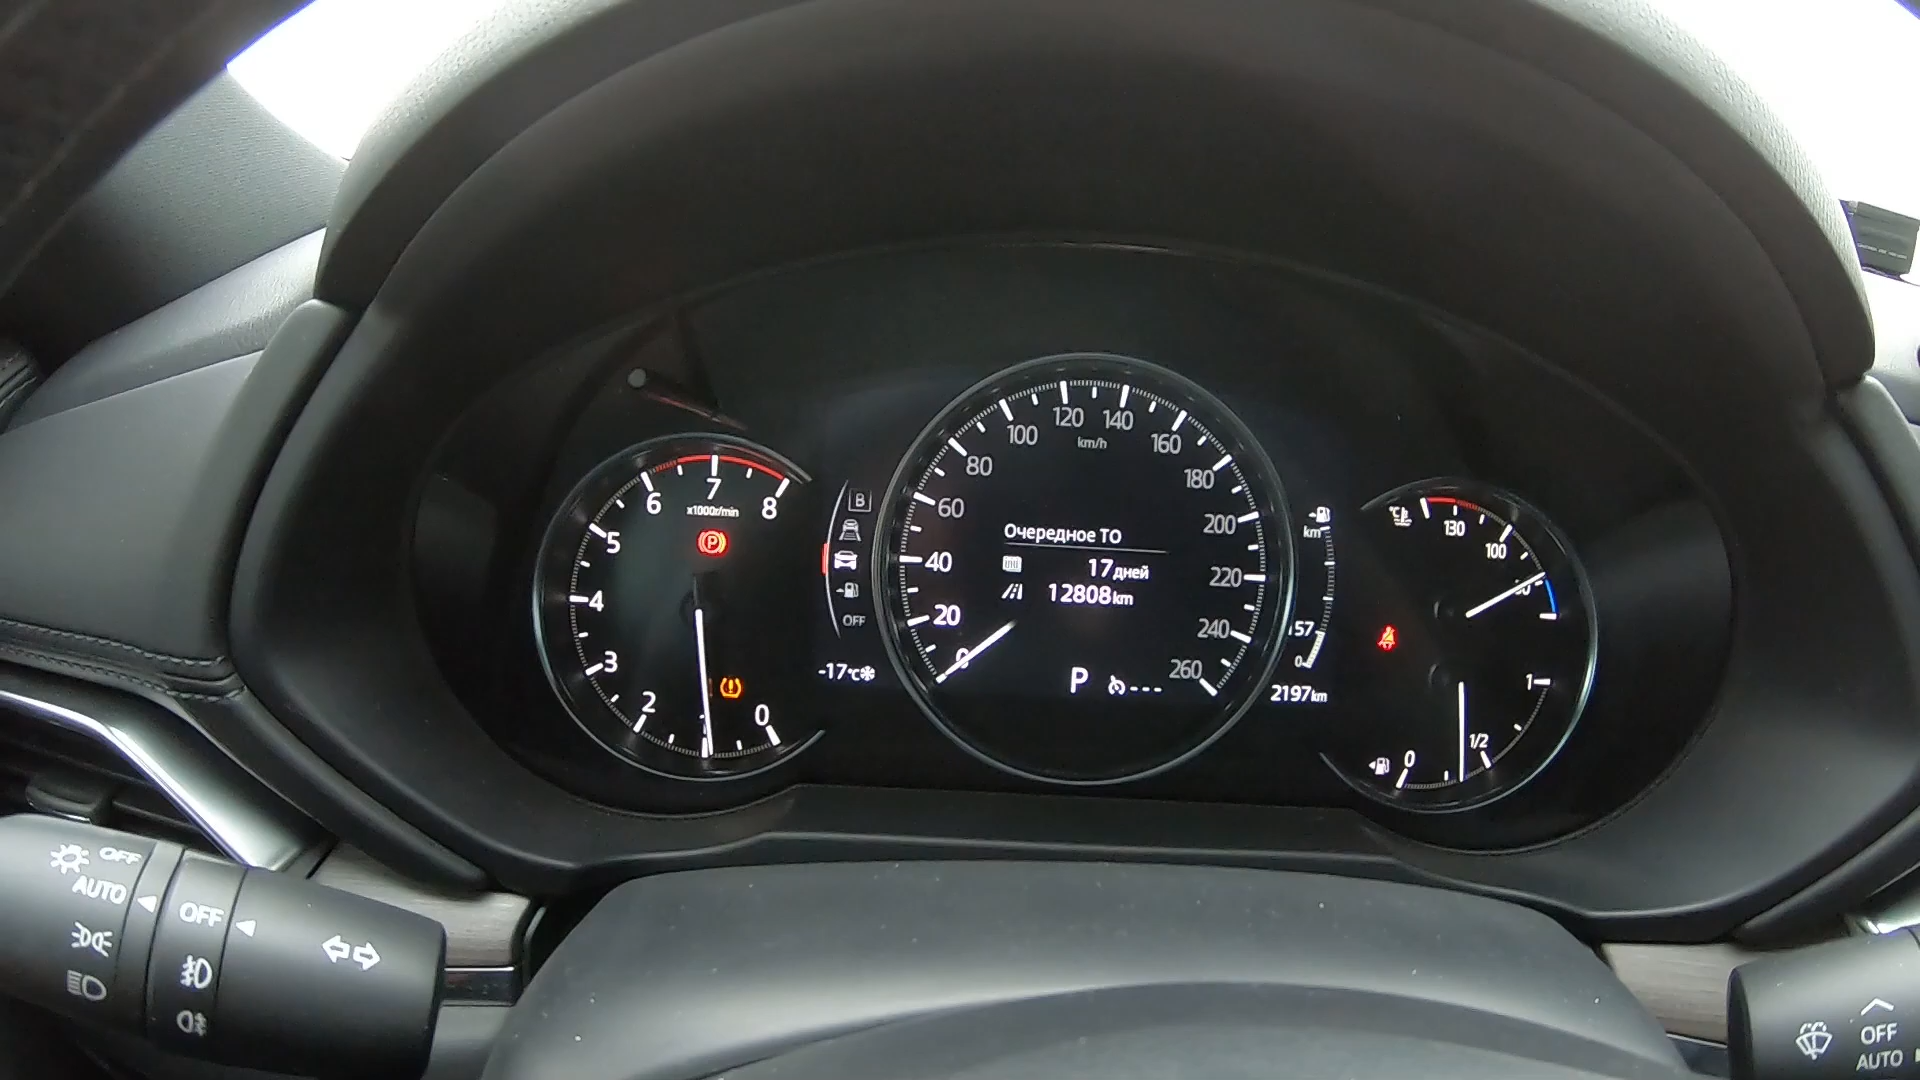 120 140
100 160
km/h
80 180
60 200
40 220
20 240
0 260
Очередное ТО
17 дней
12808 km
P ---
6 7 8
x1000r/min
5
4
3
2 0
P
B
OFF
-17°C
km
0
2197 km
°C
130
100
1
1/2
0
OFF
AUTO
OFF
OFF
AUTO